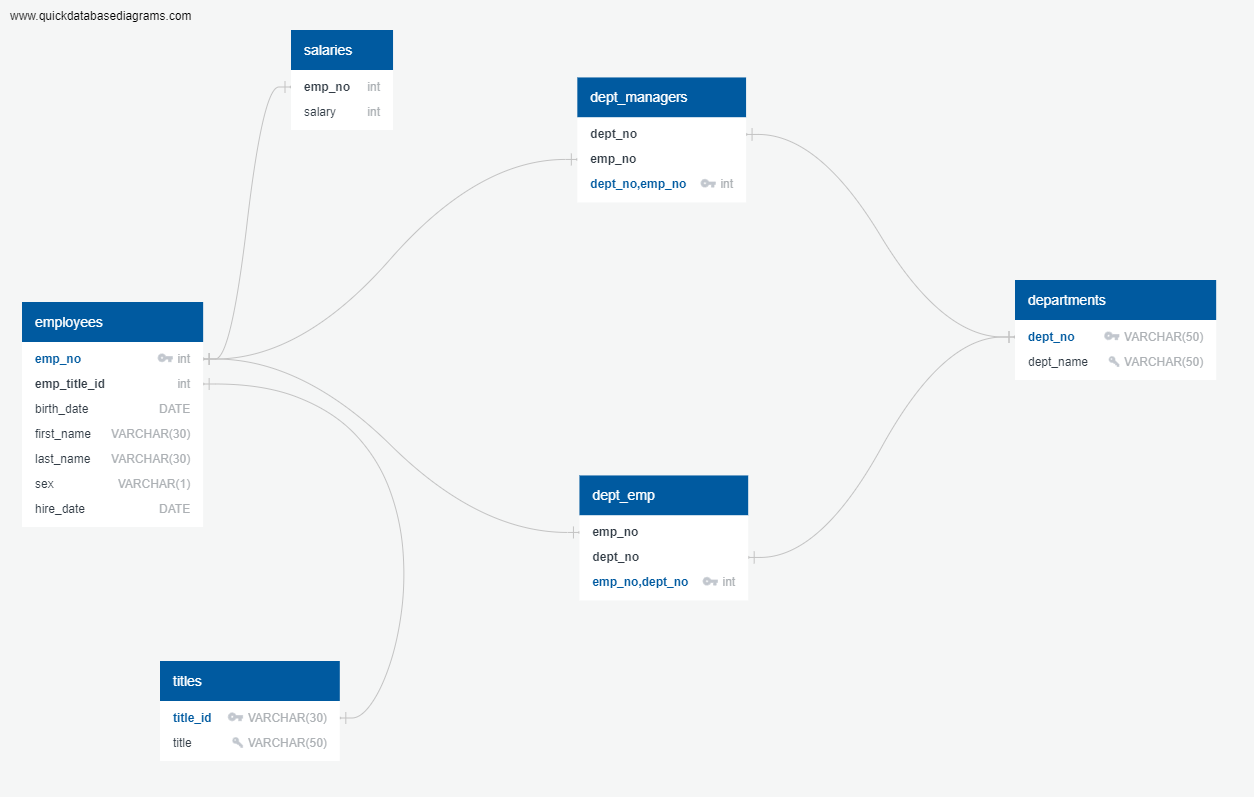 www.quickdatabasediagrams.com
salaries
emp_no int
salary int
dept_managers
dept_no
emp_no
dept_no,emp_no int
employees
emp_no int
emp_title_id int
birth_date DATE
first_name VARCHAR(30)
last_name VARCHAR(30)
sex VARCHAR(1)
hire_date DATE
departments
dept_no VARCHAR(50)
dept_name VARCHAR(50)
dept_emp
emp_no
dept_no
emp_no,dept_no int
titles
title_id VARCHAR(30)
title VARCHAR(50)